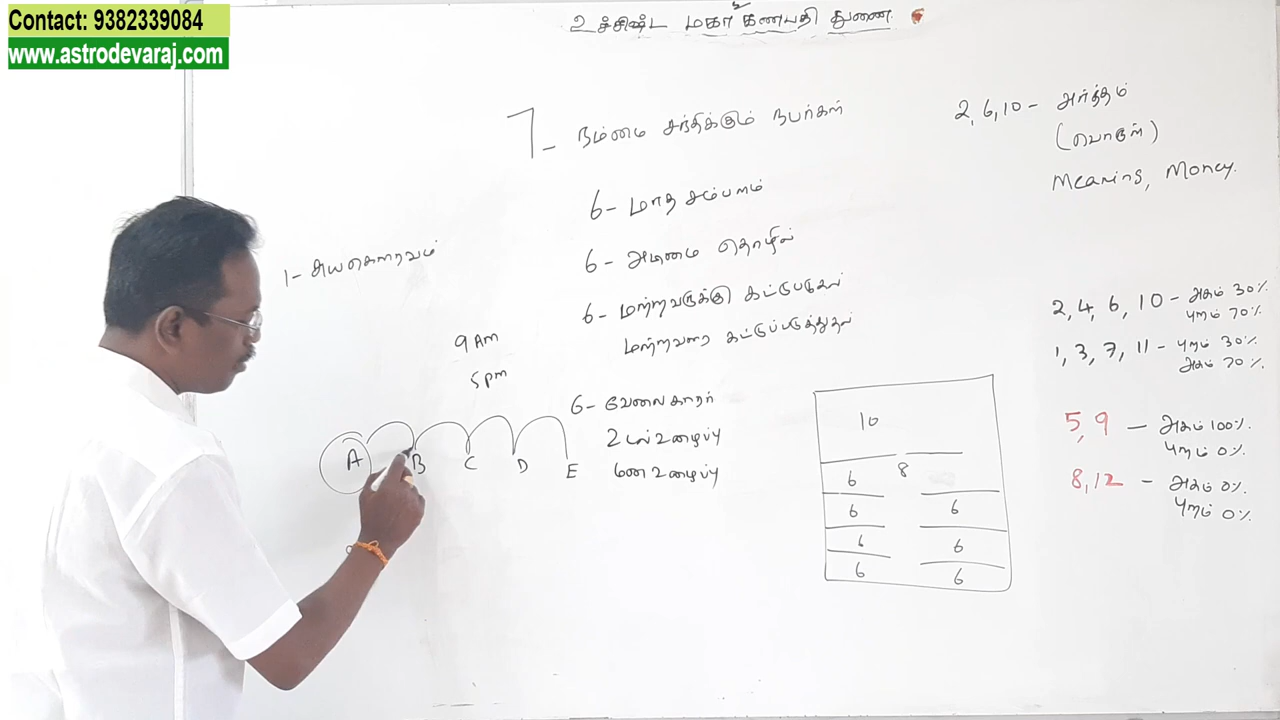 Contact: 9382339084
www.astrodevaraj.com
உச்சிஷ்ட மகா கணபதி துணை
7 - நம்மை சந்திக்கும் நபர்கள்
6 - மாத சம்பளம்
6 - அடிமை தொழில்
6 - மற்றவருக்கு கட்டுபடுதல்
மற்றவரை கட்டுப்படுத்துதல்
6 - வேலைகாரர்
உடல் உழைப்பு
மண உழைப்பு
1 - சுயகௌரவம்
9 Am
5 pm
A B C D E
10
6 8
6 6
6 6
6 6
2, 6, 10 - அர்த்தம்
(பொருள்)
Meaning, Money.
2, 4, 6, 10 - அகம் 30%.
புறம் 70%.
1, 3, 7, 11 - புறம் 30%.
அகம் 70%.
5, 9 - அகம் 100%.
புறம் 0%.
8, 12 - அகம் 0%.
புறம் 0%.